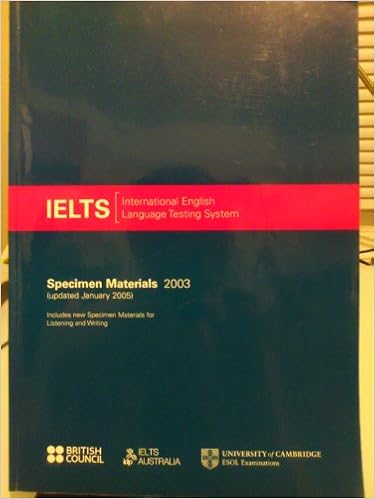 IELTS
International English
Language Testing System
Specimen Materials 2003
(updated January 2005)
Includes new Specimen Materials for
Listening and Writing
BRITISH
COUNCIL
idp
IELTS
AUSTRALIA
UNIVERSITY of CAMBRIDGE
ESOL Examinations